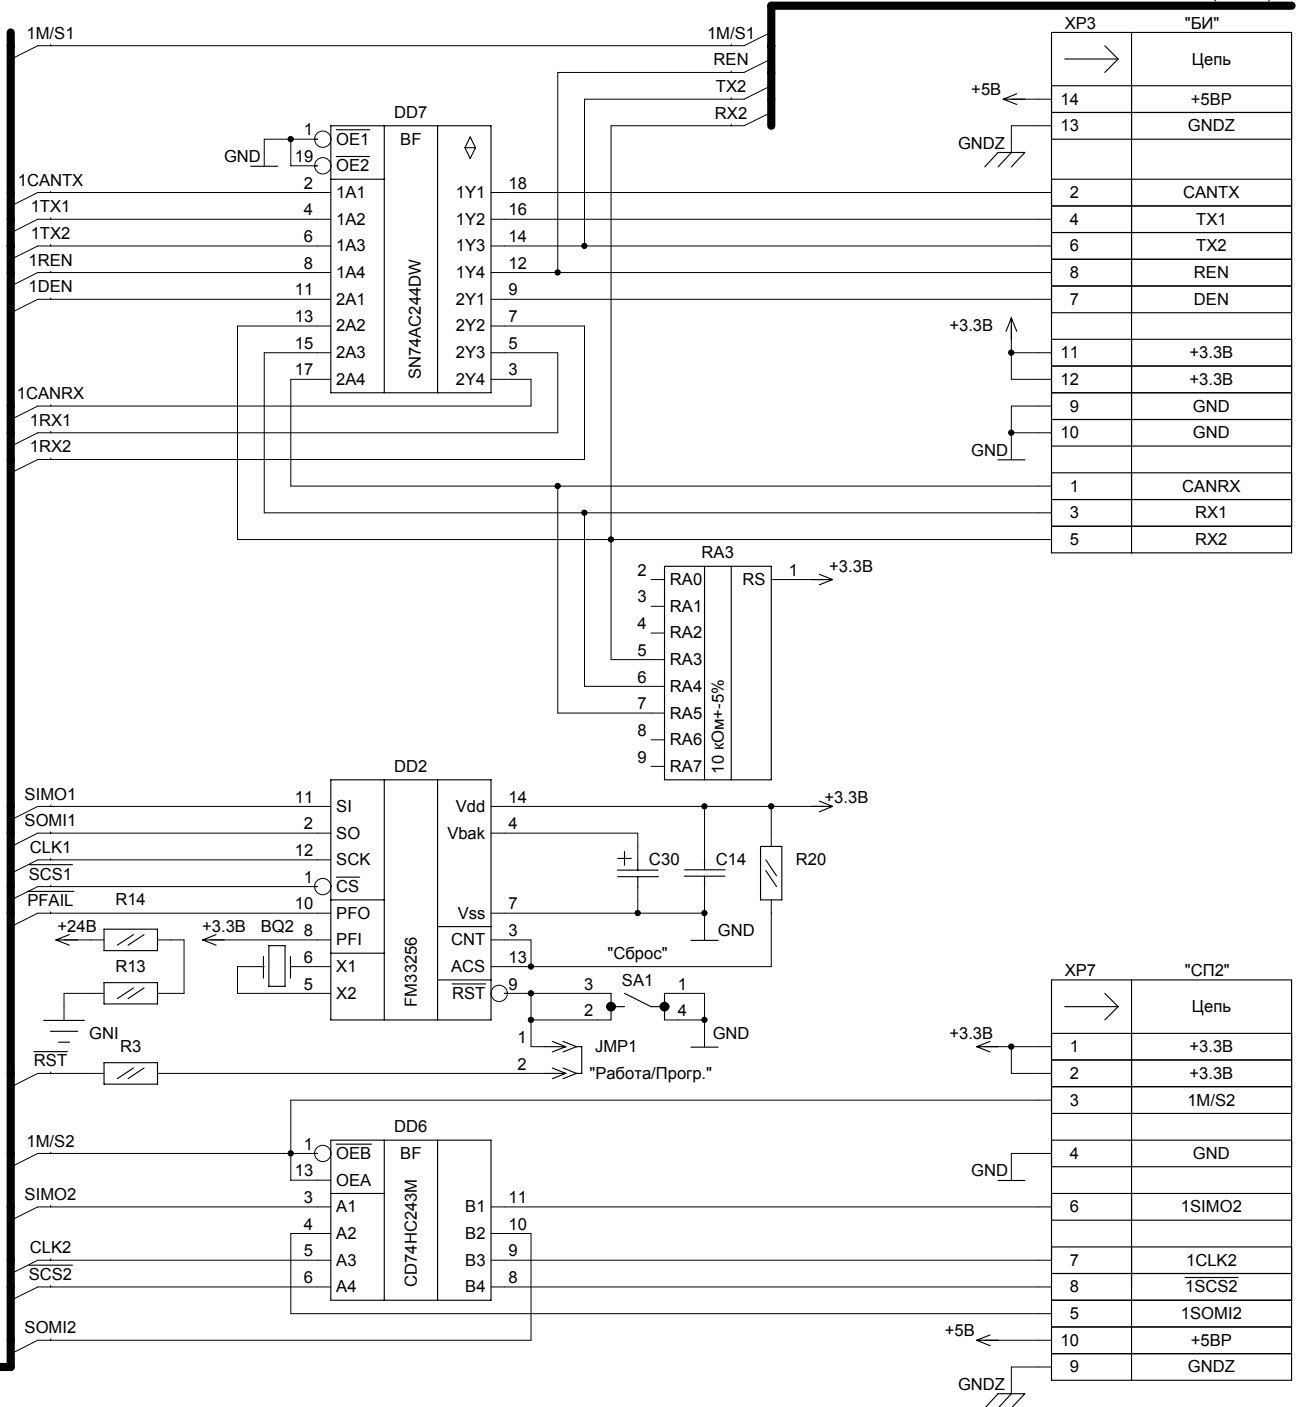 1M/S1
1M/S1
REN
TX2
RX2
XP3 "БИ"
Цепь
+5В
14 +5ВР
13 GNDZ
GNDZ
2 CANTX
4 TX1
6 TX2
8 REN
7 DEN
+3.3В
11 +3.3В
12 +3.3В
9 GND
10 GND
GND
1 CANRX
3 RX1
5 RX2
DD7
GND
1 OE1 BF
19 OE2
1CANTX 2 1A1 1Y1 18
1TX1 4 1A2 1Y2 16
1TX2 6 1A3 1Y3 14
1REN 8 1A4 1Y4 12
1DEN 11 2A1 2Y1 9
13 2A2 2Y2 7
15 2A3 2Y3 5
17 2A4 2Y4 3
SN74AC244DW
1CANRX
1RX1
1RX2
RA3
2 RA0 RS 1 +3.3В
3 RA1
4 RA2
5 RA3
6 RA4
7 RA5
8 RA6
9 RA7
10 кОм+-5%
DD2
SIMO1 11 SI Vdd 14 +3.3В
SOMI1 2 SO Vbak 4
CLK1 12 SCK
SCS1 1 CS
PFAIL 10 PFO Vss 7
8 PFI CNT 3
6 X1 ACS 13
5 X2 RST 9
FM33256
+ C30 C14 R20
GND
R14
+24В
+3.3В BQ2
R13
GNI
"Сброс"
SA1
3 1
2 4
GND
1 JMP1
2 "Работа/Прогр."
RST R3
DD6
1M/S2 1 OEB BF
13 OEA
SIMO2 3 A1 B1 11
4 A2 B2 10
CLK2 5 A3 B3 9
SCS2 6 A4 B4 8
CD74HC243M
SOMI2
XP7 "СП2"
Цепь
+3.3В
1 +3.3В
2 +3.3В
3 1M/S2
4 GND
GND
6 1SIMO2
7 1CLK2
8 1SCS2
5 1SOMI2
+5В
10 +5ВР
9 GNDZ
GNDZ